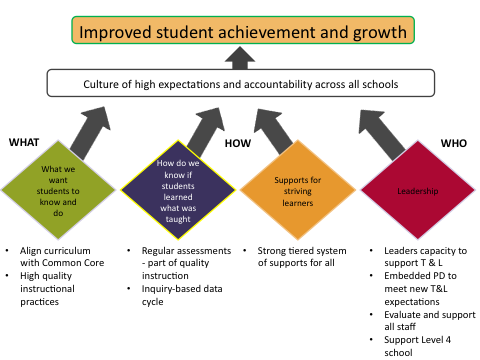 Improved student achievement and growth
Culture of high expectations and accountability across all schools
WHAT
HOW
WHO
What we
want
students to
know and
do
How do we
know if
students
learned
what was
taught
Supports for
striving
learners
Leadership
• Align curriculum
with Common Core
• High quality
instructional
practices
• Regular assessments
- part of quality
instruction
• Inquiry-based data
cycle
• Strong tiered system
of supports for all
• Leaders capacity to
support T & L
• Embedded PD to
meet new T&L
expectations
• Evaluate and support
all staff
• Support Level 4
school